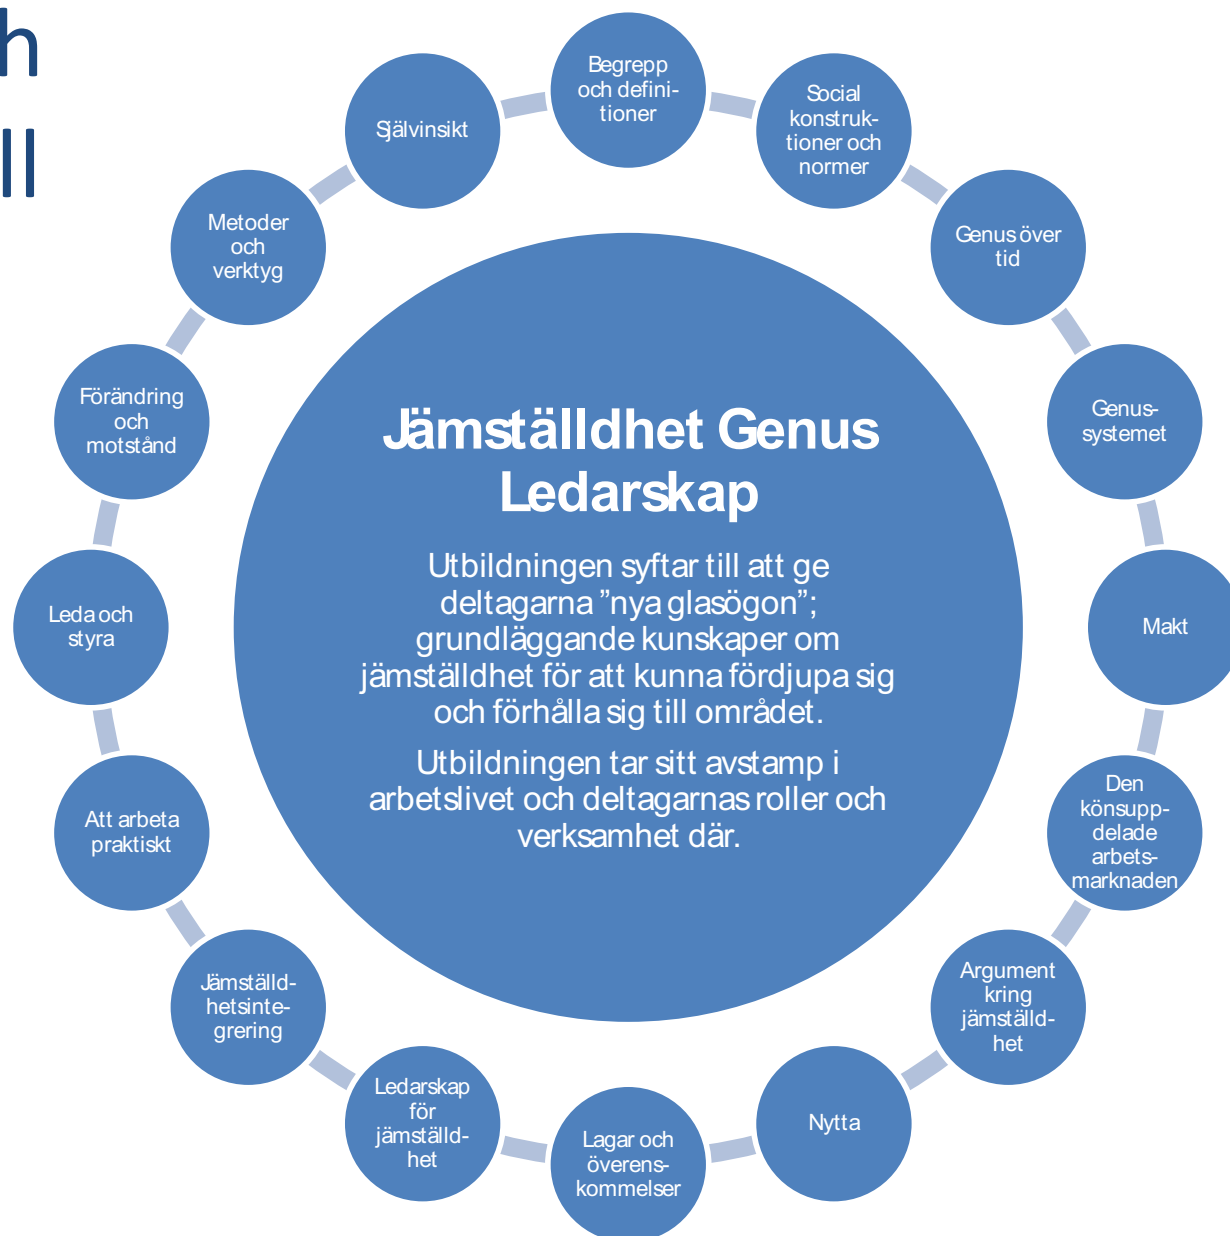 h
ll
Begrepp
och defini-
tioner
Social
konstruk-
tioner och
normer
Genus över
tid
Genus-
systemet
Makt
Den
könsupp-
delade
arbets-
marknaden
Argument
kring
jämställd-
het
Nytta
Lagar och
överens-
kommelser
Ledarskap
för
jämställd-
het
Jämställd-
hetsinte-
grering
Att arbeta
praktiskt
Leda och
styra
Förändring
och
motstånd
Metoder
och
verktyg
Självinsikt
Jämställdhet Genus
Ledarskap
Utbildningen syftar till att ge
deltagarna ”nya glasögon”;
grundläggande kunskaper om
jämställdhet för att kunna fördjupa sig
och förhålla sig till området.
Utbildningen tar sitt avstamp i
arbetslivet och deltagarnas roller och
verksamhet där.